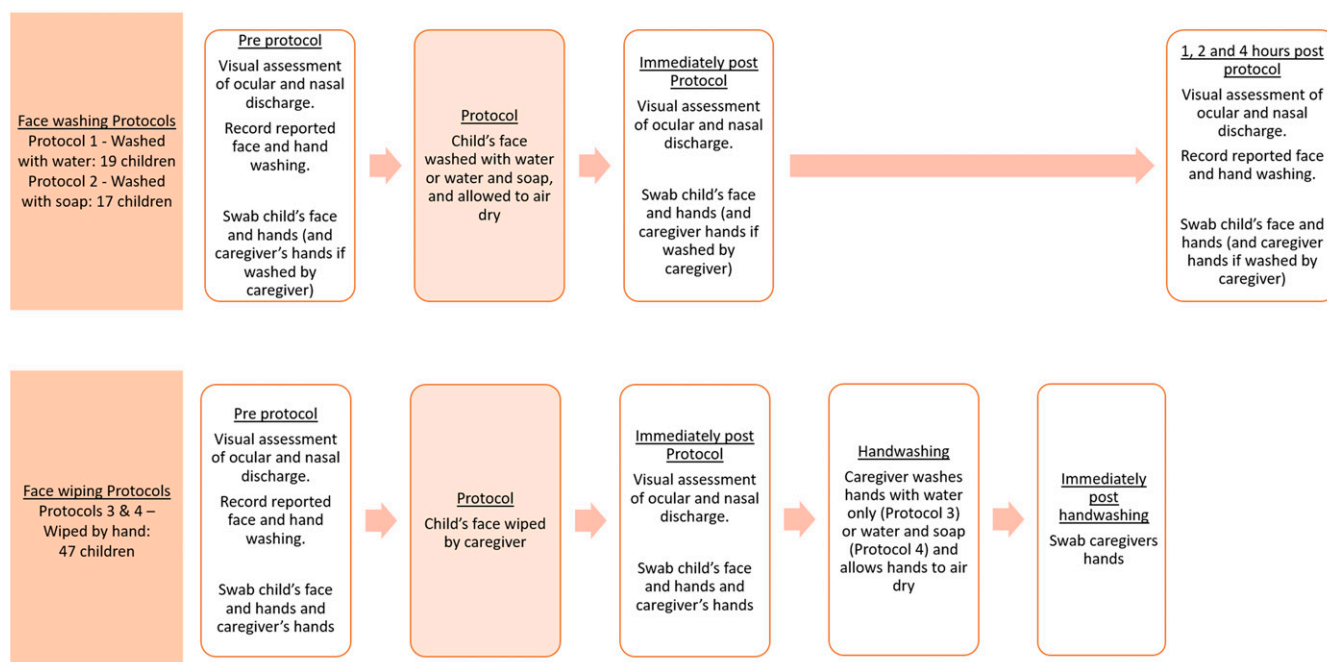 Face washing Protocols
Protocol 1 - Washed
with water: 19 children
Protocol 2 - Washed
with soap: 17 children
Pre protocol
Visual assessment
of ocular and nasal
discharge.
Record reported
face and hand
washing.
Swab child's face
and hands (and
caregiver's hands if
washed by
caregiver)
Protocol
Child's face
washed with water
or water and soap,
and allowed to air
dry
Immediately post
Protocol
Visual assessment
of ocular and nasal
discharge.
Swab child's face
and hands (and
caregiver hands if
washed by
caregiver)
1, 2 and 4 hours post
protocol
Visual assessment of
ocular and nasal
discharge.
Record reported face
and hand washing.
Swab child's face and
hands (and caregiver
hands if washed by
caregiver)
Face wiping Protocols
Protocols 3 & 4 –
Wiped by hand:
47 children
Pre protocol
Visual assessment
of ocular and nasal
discharge.
Record reported
face and hand
washing.
Swab child's face
and hands and
caregiver's hands
Protocol
Child's face wiped
by caregiver
Immediately post
Protocol
Visual assessment
of ocular and nasal
discharge.
Swab child's face
and hands and
caregiver's hands
Handwashing
Caregiver washes
hands with water
only (Protocol 3)
or water and soap
(Protocol 4) and
allows hands to air
dry
Immediately
post
handwashing
Swab caregivers
hands